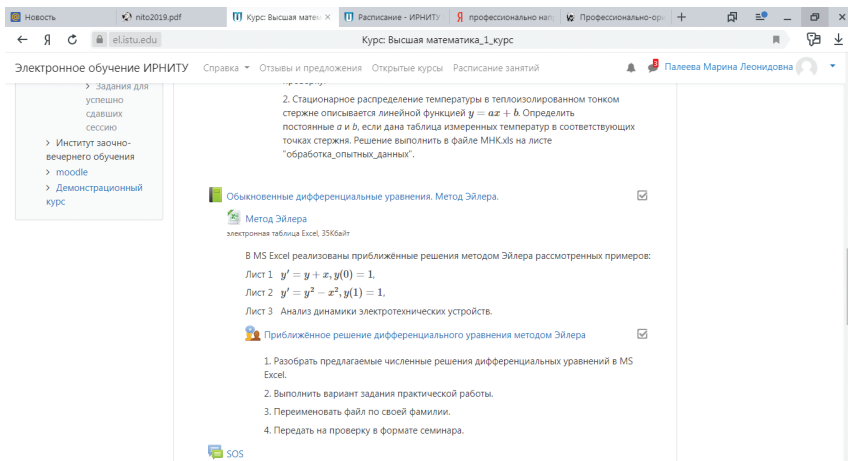 Новость
nito2019.pdf
Курс: Высшая матем
Расписание - ИРНИТУ
профессионально напр
Профессионально-орие
el.istu.edu
Курс: Высшая математика_1_курс
Электронное обучение ИРНИТУ
Справка
Отзывы и предложения
Открытые курсы
Расписание занятий
3
Палеева Марина Леонидовна
> Задания для
успешно
сдавших
сессию
> Институт заочно-
вечернего обучения
> moodle
> Демонстрационный
курс
2. Стационарное распределение температуры в теплоизолированном тонком
стержне описывается линейной функцией y = ax + b. Определить
постоянные a и b, если дана таблица измеренных температур в соответствующих
точках стержня. Решение выполнить в файле МНК.xls на листе
"обработка_опытных_данных".
Обыкновенные дифференциальные уравнения. Метод Эйлера.
Метод Эйлера
электронная таблица Excel, 35Кбайт
В MS Excel реализованы приближённые решения методом Эйлера рассмотренных примеров:
Лист 1 y′ = y + x, y(0) = 1,
Лист 2 y′ = y² − x², y(1) = 1,
Лист 3 Анализ динамики электротехнических устройств.
Приближённое решение дифференциального уравнения методом Эйлера
1. Разобрать предлагаемые численные решения дифференциальных уравнений в MS
Excel.
2. Выполнить вариант задания практической работы.
3. Переименовать файл по своей фамилии.
4. Передать на проверку в формате семинара.
SOS